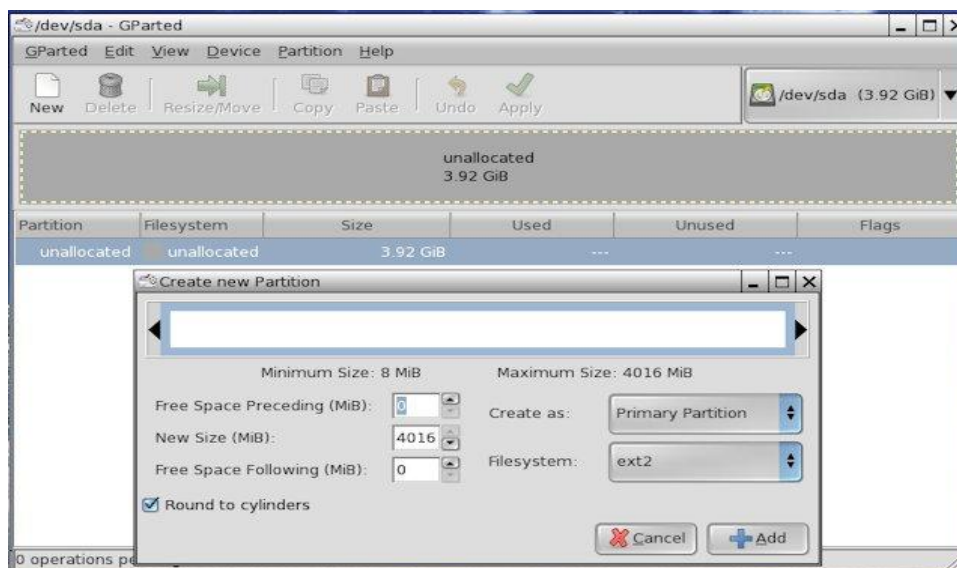 /dev/sda - GParted
GParted Edit View Device Partition Help
New Delete Resize/Move Copy Paste Undo Apply
/dev/sda (3.92 GiB)
unallocated
3.92 GiB
Partition Filesystem Size Used Unused Flags
unallocated unallocated 3.92 GiB --- ---
Create new Partition
Minimum Size: 8 MiB Maximum Size: 4016 MiB
Free Space Preceding (MiB): 0 Create as: Primary Partition
New Size (MiB): 4016
Free Space Following (MiB): 0 Filesystem: ext2
Round to cylinders
Cancel Add
0 operations pe